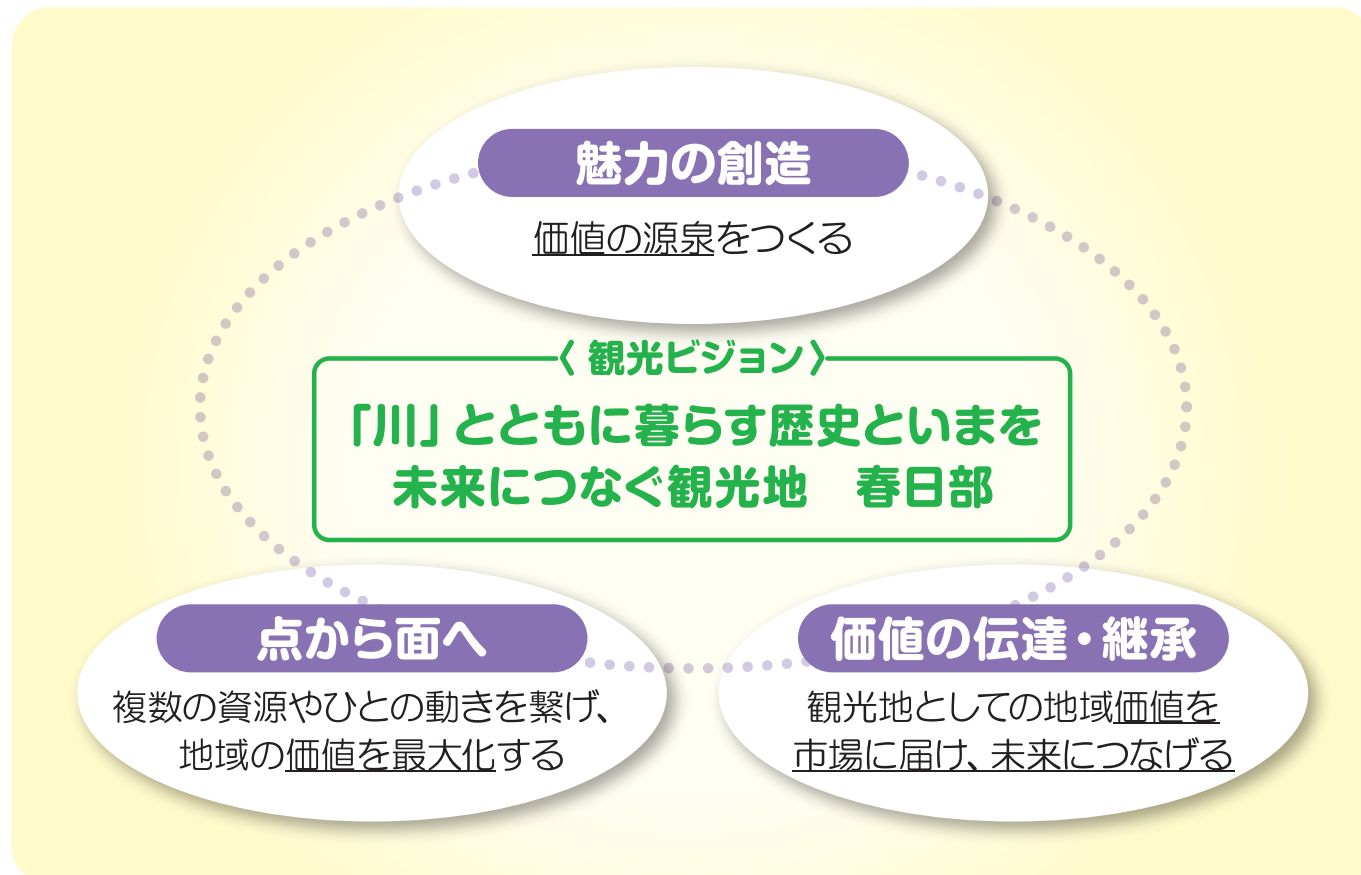 魅力の創造
価値の源泉をつくる
〈 観光ビジョン 〉
「川」とともに暮らす歴史といまを
未来につなぐ観光地　春日部
点から面へ
複数の資源やひとの動きを繋げ、
地域の価値を最大化する
価値の伝達・継承
観光地としての地域価値を
市場に届け、未来につなげる